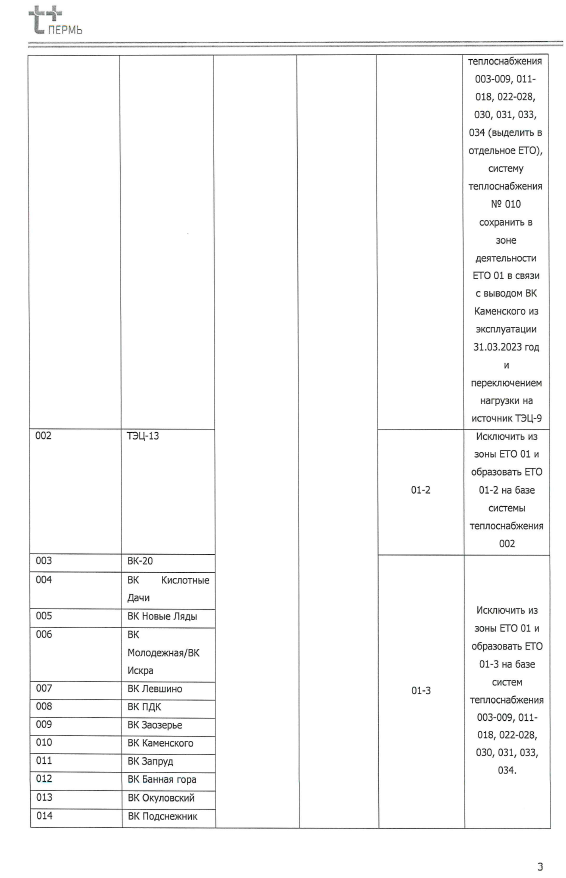 t+
ПЕРМЬ
теплоснабжения
003-009, 011-
018, 022-028,
030, 031, 033,
034 (выделить в
отдельное ЕТО),
систему
теплоснабжения
№ 010
сохранить в
зоне
деятельности
ЕТО 01 в связи
с выводом ВК
Каменского из
эксплуатации
31.03.2023 год
и
переключением
нагрузки на
источник ТЭЦ-9
002
ТЭЦ-13
01-2
Исключить из
зоны ЕТО 01 и
образовать ЕТО
01-2 на базе
системы
теплоснабжения
002
003
ВК-20
004
ВК Кислотные
Дачи
005
ВК Новые Ляды
006
ВК
Молодежная/ВК
Искра
007
ВК Левшино
008
ВК ПДК
009
ВК Заозерье
010
ВК Каменского
011
ВК Запруд
012
ВК Банная гора
013
ВК Окуловский
014
ВК Подснежник
01-3
Исключить из
зоны ЕТО 01 и
образовать ЕТО
01-3 на базе
систем
теплоснабжения
003-009, 011-
018, 022-028,
030, 031, 033,
034.
3